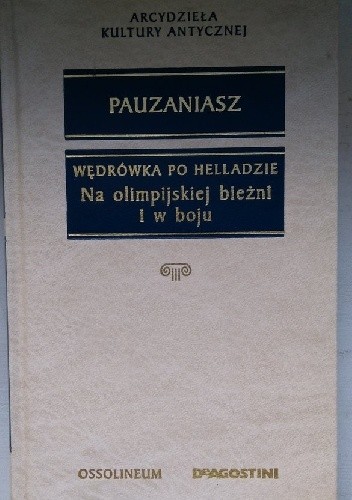 ARCYDZIEŁA
KULTURY ANTYCZNEJ
PAUZANIASZ
WĘDRÓWKA PO HELLADZIE
Na olimpijskiej bieżni
i w boju
OSSOLINEUM DEAGOSTINI